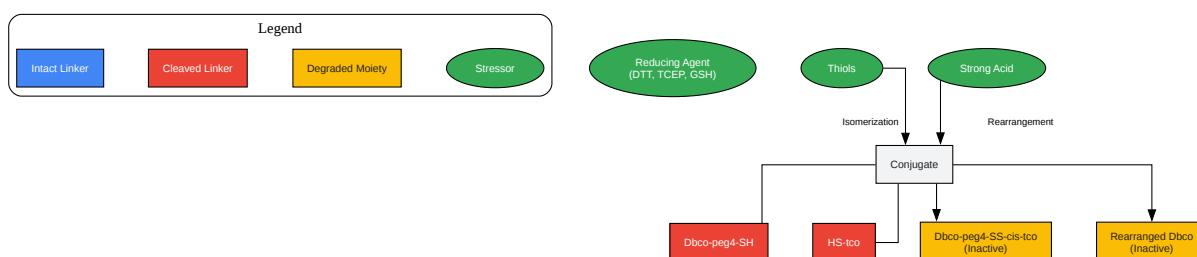 Legend
Intact Linker
Cleaved Linker
Degraded Moiety
Stressor
Reducing Agent
(DTT, TCEP, GSH)
Thiols
Strong Acid
Isomerization
Rearrangement
Conjugate
Dbco-peg4-SH
HS-tco
Dbco-peg4-SS-cis-tco
(Inactive)
Rearranged Dbco
(Inactive)